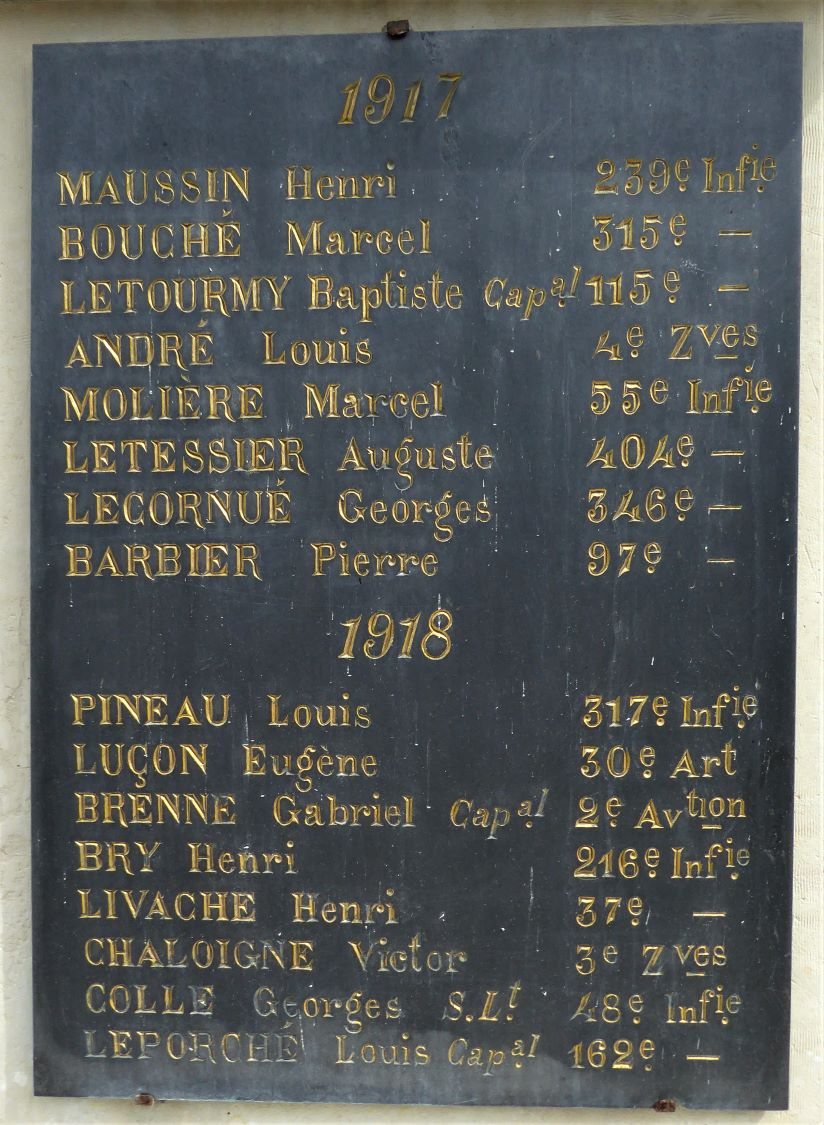 1917
MAUSSIN Henri 239e Infie
BOUCHÉ Marcel 315e —
LETOURMY Baptiste Capal 115e —
ANDRÉ Louis 4e Zves
MOLIÈRE Marcel 55e Infie
LETESSIER Auguste 404e —
LECORNUÉ Georges 346e —
BARBIER Pierre 97e —
1918
PINEAU Louis 317e Infie
LUÇON Eugène 30e Art
BRENNE Gabriel Capal 2e Avtion
BRY Henri 216e Infie
LIVACHE Henri 37e —
CHALOIGNE Victor 3e Zves
COLLE Georges S.Lt 48e Infie
LEPORCHÉ Louis Capal 162e —